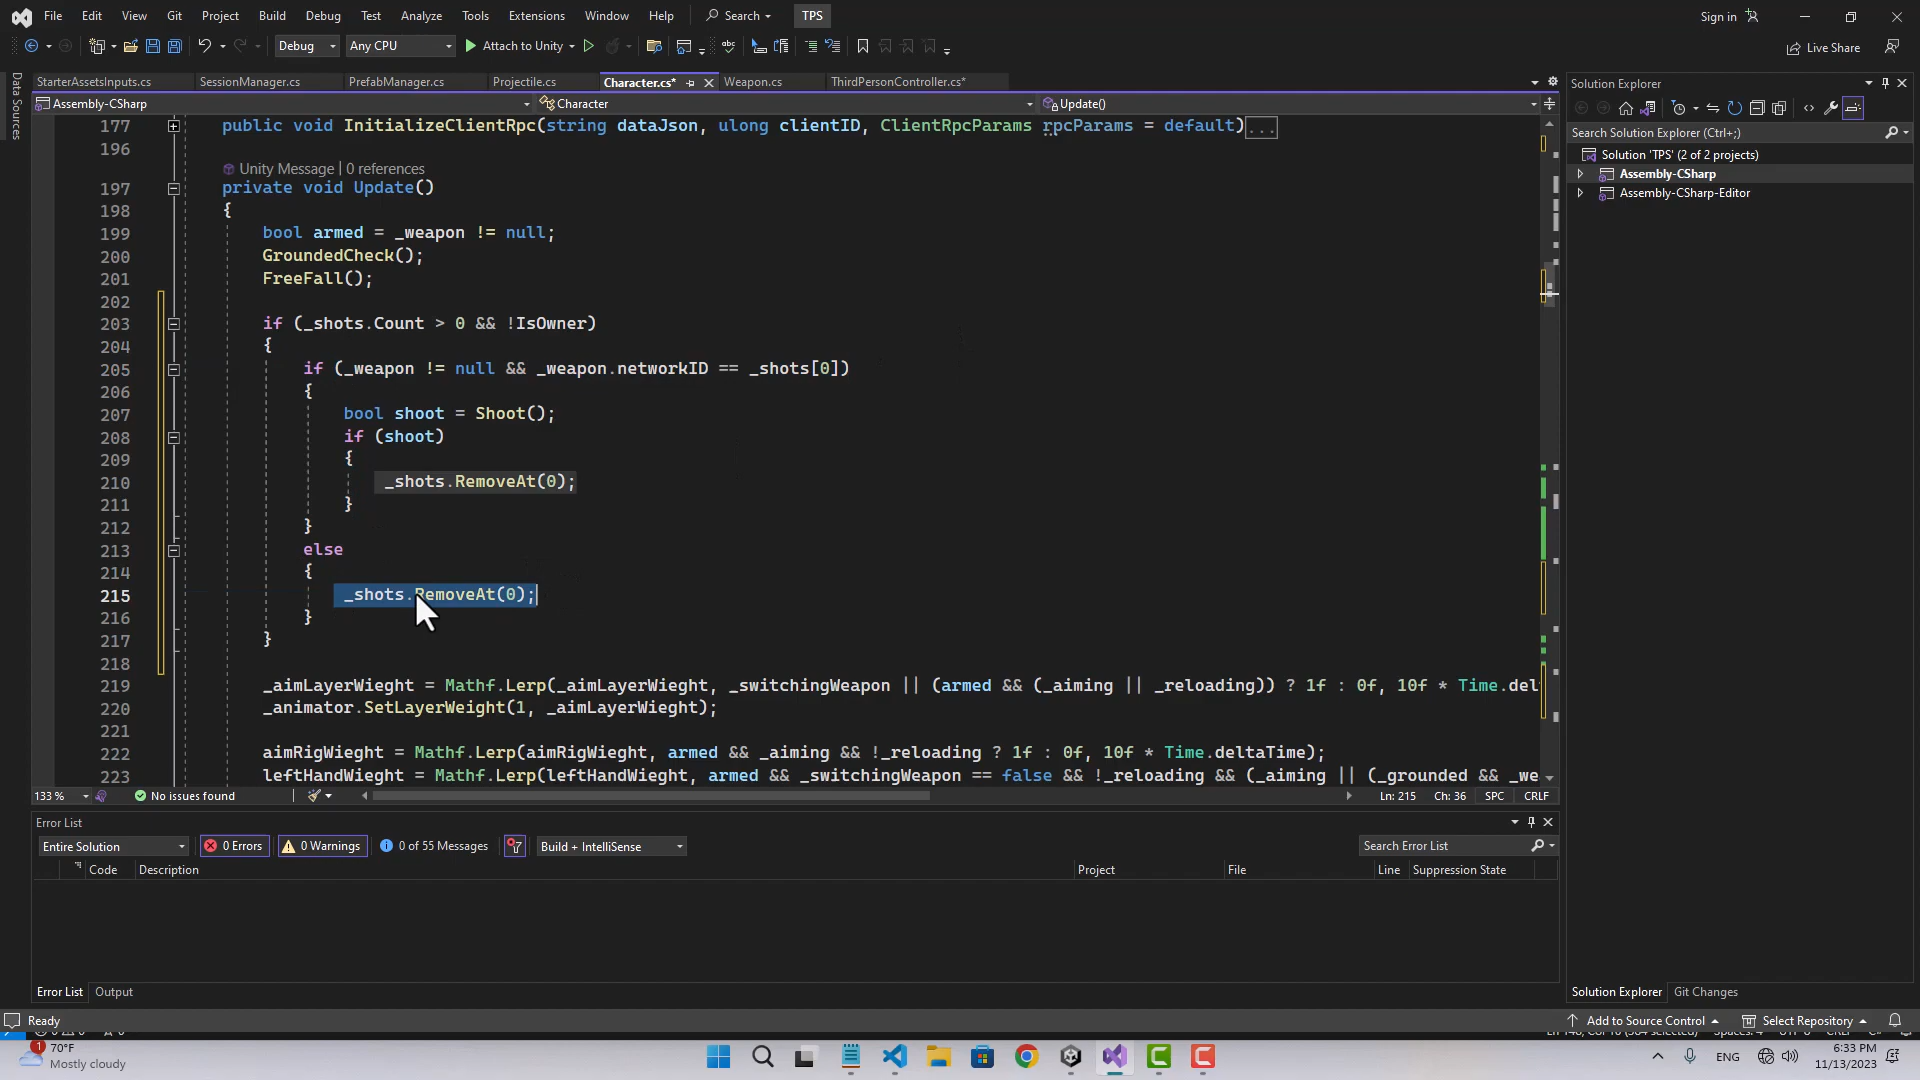 File Edit View Git Project Build Debug Test Analyze Tools Extensions Window Help Search TPS Sign in
Debug Any CPU Attach to Unity Live Share
StarterAssetsInputs.cs SessionManager.cs PrefabManager.cs Projectile.cs Character.cs* Weapon.cs ThirdPersonController.cs*
Assembly-CSharp Character Update()
Data Sources
177 public void InitializeClientRpc(string dataJson, ulong clientID, ClientRpcParams rpcParams = default)...
196
Unity Message | 0 references
197 private void Update()
198 {
199 bool armed = _weapon != null;
200 GroundedCheck();
201 FreeFall();
202
203 if (_shots.Count > 0 && !IsOwner)
204 {
205 if (_weapon != null && _weapon.networkID == _shots[0])
206 {
207 bool shoot = Shoot();
208 if (shoot)
209 {
210 _shots.RemoveAt(0);
211 }
212 }
213 else
214 {
215 _shots.RemoveAt(0);
216 }
217 }
218
219 _aimLayerWieght = Mathf.Lerp(_aimLayerWieght, _switchingWeapon || (armed && (_aiming || _reloading)) ? 1f : 0f, 10f * Time.delt
220 _animator.SetLayerWeight(1, _aimLayerWieght);
221
222 aimRigWieght = Mathf.Lerp(aimRigWieght, armed && _aiming && !_reloading ? 1f : 0f, 10f * Time.deltaTime);
223 leftHandWieght = Mathf.Lerp(leftHandWieght, armed && _switchingWeapon == false && !_reloading && (_aiming || (_grounded && _we
133 % No issues found Ln: 215 Ch: 36 SPC CRLF
Error List
Entire Solution 0 Errors 0 Warnings 0 of 55 Messages Build + IntelliSense Search Error List
Code Description Project File Line Suppression State
Error List Output
Solution Explorer
Search Solution Explorer (Ctrl+;)
Solution 'TPS' (2 of 2 projects)
Assembly-CSharp
Assembly-CSharp-Editor
Solution Explorer Git Changes
Ready Add to Source Control Select Repository
1 70°F
Mostly cloudy
ENG
6:33 PM
11/13/2023